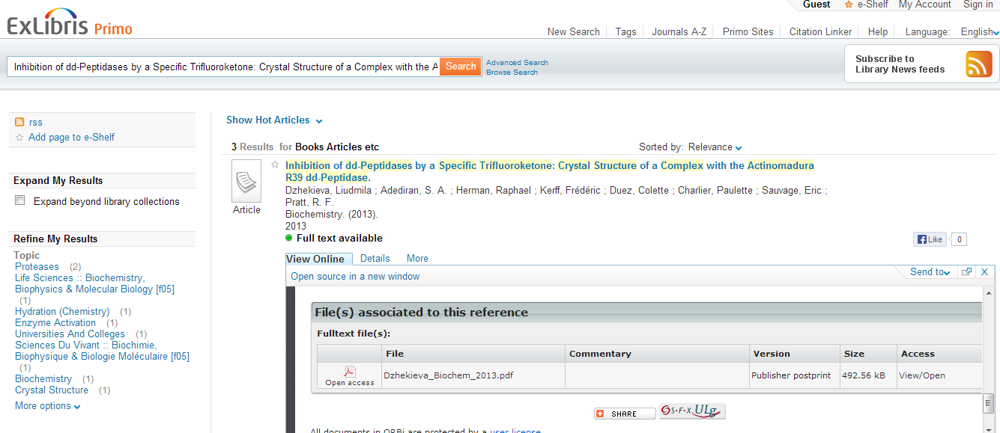 Guest e-Shelf My Account Sign in
ExLibris Primo
New Search Tags Journals A-Z Primo Sites Citation Linker Help Language: English
Inhibition of dd-Peptidases by a Specific Trifluoroketone: Crystal Structure of a Complex with the A Search
Advanced Search
Browse Search
Subscribe to
Library News feeds
rss
Add page to e-Shelf
Expand My Results
Expand beyond library collections
Refine My Results
Topic
Proteases (2)
Life Sciences :: Biochemistry,
Biophysics & Molecular Biology [f05]
(1)
Hydration (Chemistry) (1)
Enzyme Activation (1)
Universities And Colleges (1)
Sciences Du Vivant :: Biochimie,
Biophysique & Biologie Moléculaire [f05]
(1)
Biochemistry (1)
Crystal Structure (1)
More options
Show Hot Articles
3 Results for Books Articles etc Sorted by: Relevance
Article
Inhibition of dd-Peptidases by a Specific Trifluoroketone: Crystal Structure of a Complex with the Actinomadura
R39 dd-Peptidase.
Dzhekieva, Liudmila ; Adediran, S. A. ; Herman, Raphael ; Kerff, Frédéric ; Duez, Colette ; Charlier, Paulette ; Sauvage, Eric ;
Pratt, R. F.
Biochemistry. (2013).
2013
Full text available
Like 0
View Online Details More
Open source in a new window Send to X
File(s) associated to this reference
Fulltext file(s):
File Commentary Version Size Access
Open access Dzhekieva_Biochem_2013.pdf Publisher postprint 492.56 kB View/Open
SHARE S•F•X ULg
All documents in ORBi are protected by a user license.